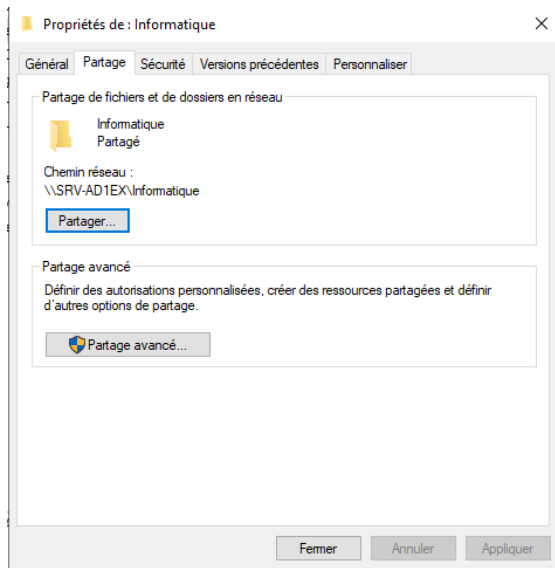 Propriétés de : Informatique
Général Partage Sécurité Versions précédentes Personnaliser
Partage de fichiers et de dossiers en réseau
Informatique
Partagé
Chemin réseau :
\\SRV-AD1EX\Informatique
Partager...
Partage avancé
Définir des autorisations personnalisées, créer des ressources partagées et définir
d'autres options de partage.
Partage avancé...
Fermer Annuler Appliquer